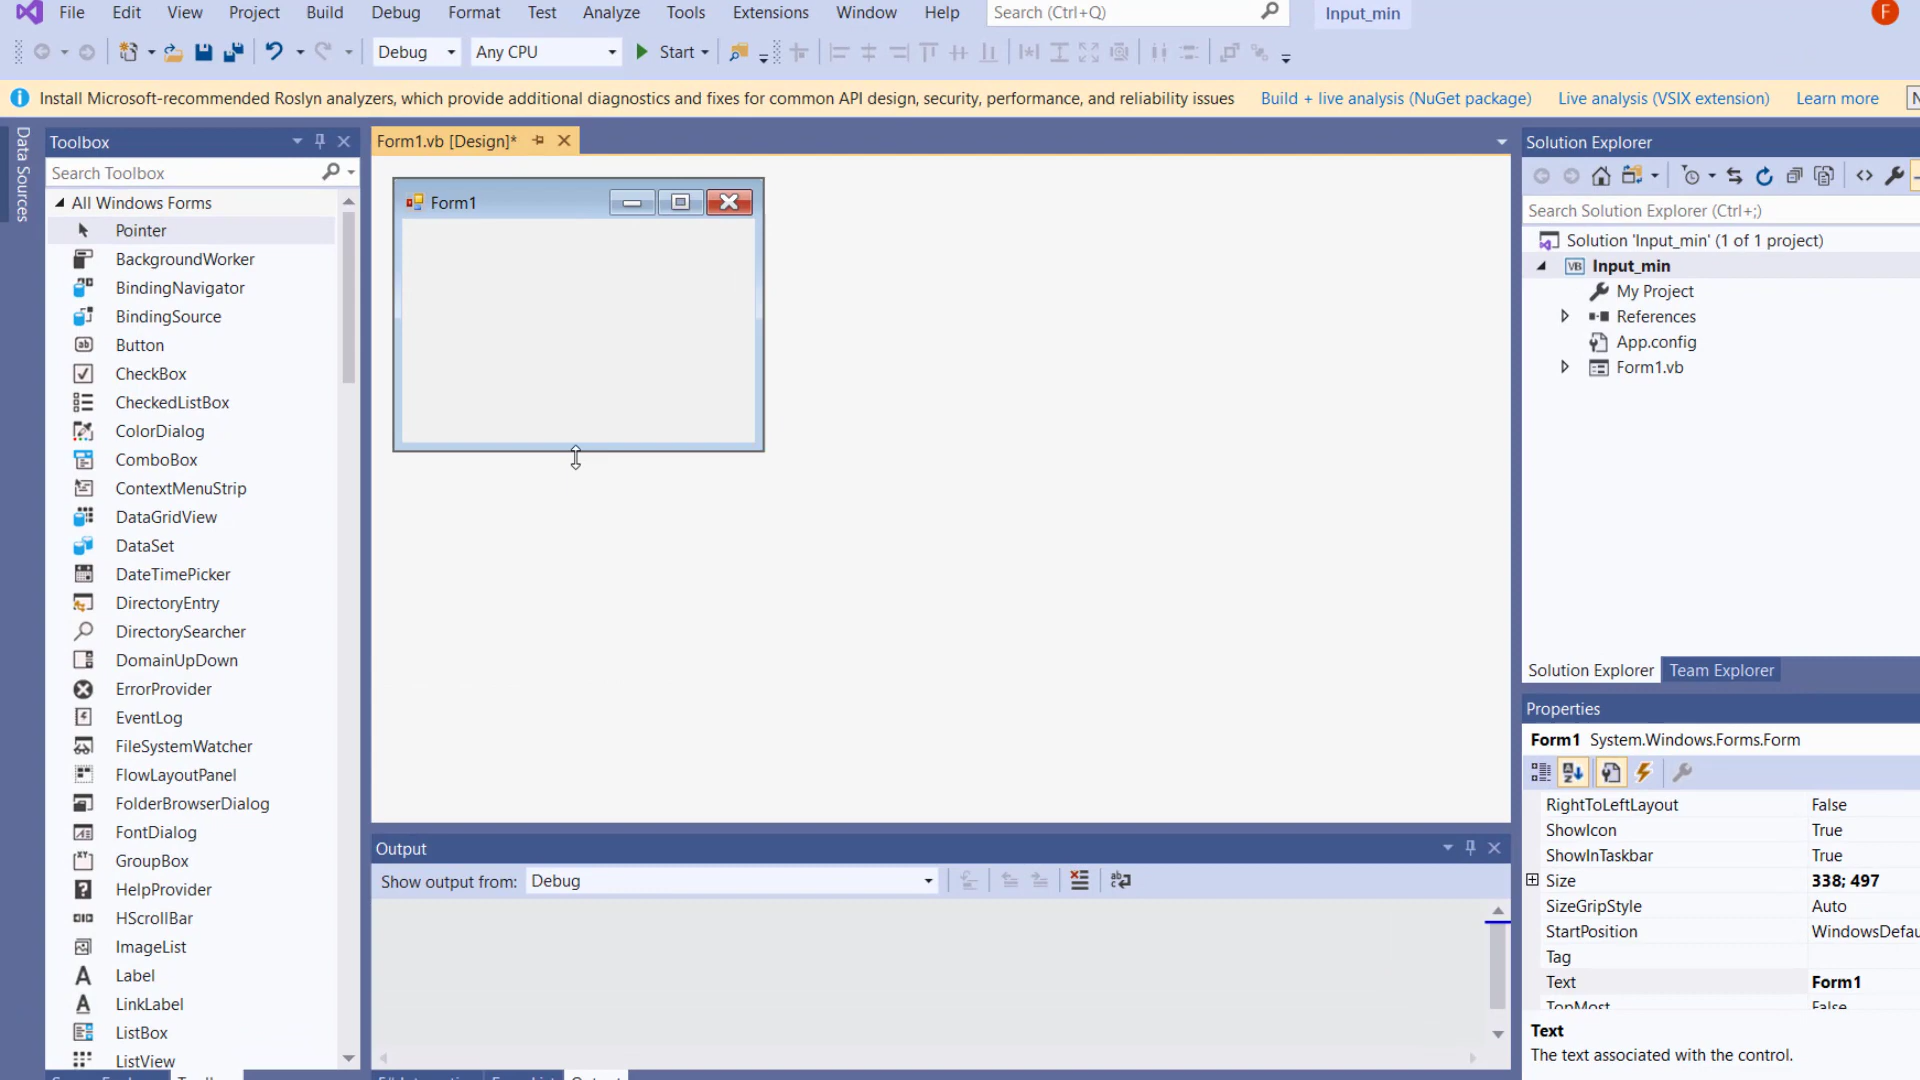 File Edit View Project Build Debug Format Test Analyze Tools Extensions Window Help Search (Ctrl+Q) Input_min F
Debug Any CPU Start
Install Microsoft-recommended Roslyn analyzers, which provide additional diagnostics and fixes for common API design, security, performance, and reliability issues Build + live analysis (NuGet package) Live analysis (VSIX extension) Learn more N
Data Sources
Toolbox
Search Toolbox
All Windows Forms
Pointer
BackgroundWorker
BindingNavigator
BindingSource
Button
CheckBox
CheckedListBox
ColorDialog
ComboBox
ContextMenuStrip
DataGridView
DataSet
DateTimePicker
DirectoryEntry
DirectorySearcher
DomainUpDown
ErrorProvider
EventLog
FileSystemWatcher
FlowLayoutPanel
FolderBrowserDialog
FontDialog
GroupBox
HelpProvider
HScrollBar
ImageList
Label
LinkLabel
ListBox
ListView
Form1.vb [Design]*
Form1
Output
Show output from: Debug
Solution Explorer
Search Solution Explorer (Ctrl+;)
Solution 'Input_min' (1 of 1 project)
VB Input_min
My Project
References
App.config
Form1.vb
Solution Explorer Team Explorer
Properties
Form1 System.Windows.Forms.Form
RightToLeftLayout False
ShowIcon True
ShowInTaskbar True
Size 338; 497
SizeGripStyle Auto
StartPosition WindowsDefau
Tag
Text Form1
TopMost False
Text
The text associated with the control.